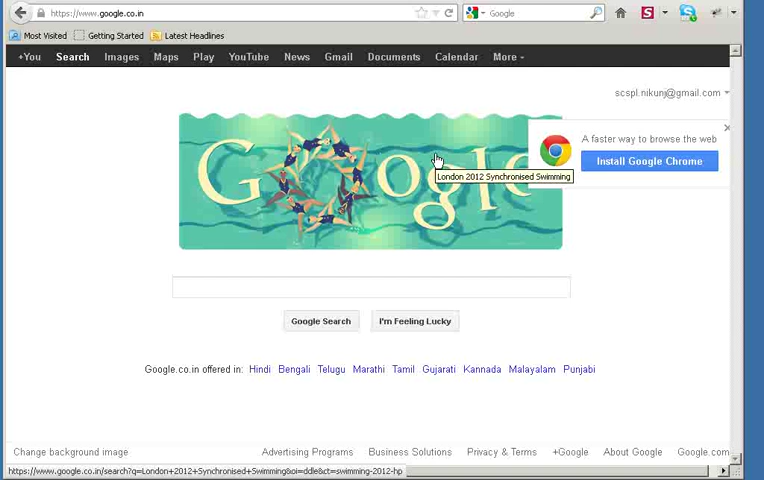 https://www.google.co.in
Google
Most Visited Getting Started Latest Headlines
+You Search Images Maps Play YouTube News Gmail Documents Calendar More
scspl.nikunj@gmail.com
A faster way to browse the web
Install Google Chrome
Google
London 2012 Synchronised Swimming
Google Search I'm Feeling Lucky
Google.co.in offered in: Hindi Bengali Telugu Marathi Tamil Gujarati Kannada Malayalam Punjabi
Change background image Advertising Programs Business Solutions Privacy & Terms +Google About Google Google.com
https://www.google.co.in/search?q=London+2012+Synchronised+Swimming&oi=ddle&ct=swimming-2012-hp